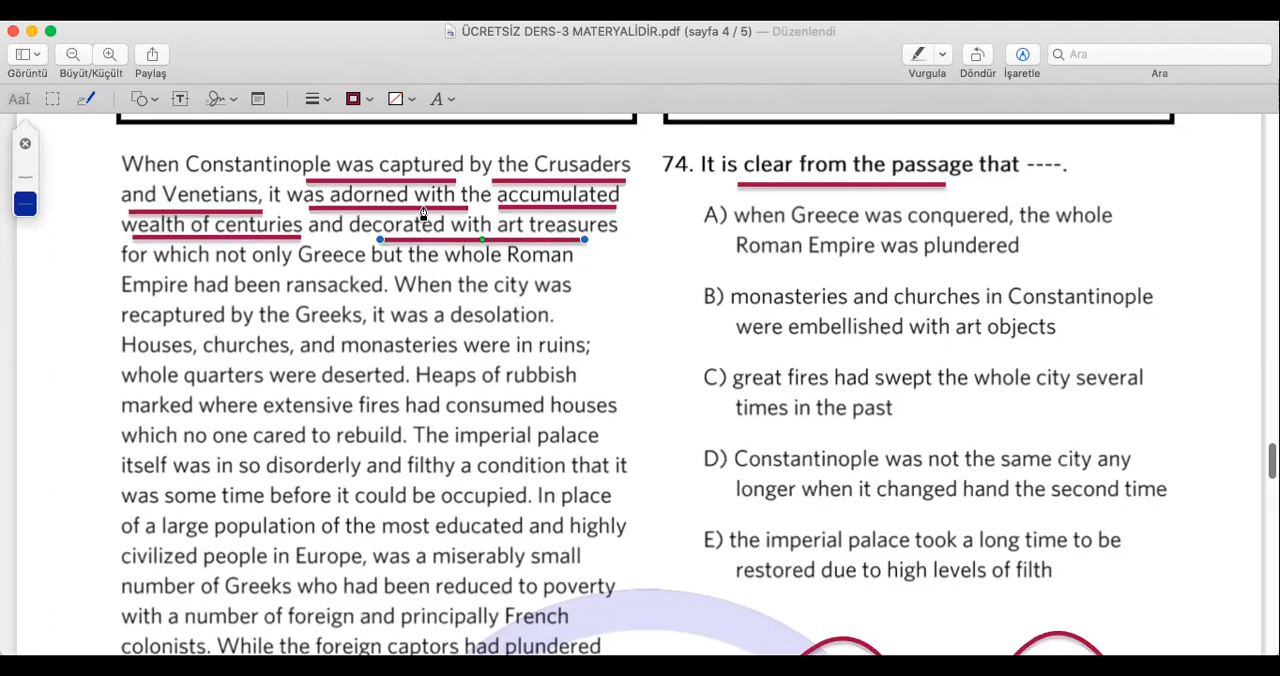 ÜCRETSİZ DERS-3 MATERYALİDİR.pdf (sayfa 4 / 5) — Düzenlendi
Görüntü Büyüt/Küçült Paylaş Vurgula Döndür İşaretle Ara
Ara
AaI T A
When Constantinople was captured by the Crusaders
and Venetians, it was adorned with the accumulated
wealth of centuries and decorated with art treasures
for which not only Greece but the whole Roman
Empire had been ransacked. When the city was
recaptured by the Greeks, it was a desolation.
Houses, churches, and monasteries were in ruins;
whole quarters were deserted. Heaps of rubbish
marked where extensive fires had consumed houses
which no one cared to rebuild. The imperial palace
itself was in so disorderly and filthy a condition that it
was some time before it could be occupied. In place
of a large population of the most educated and highly
civilized people in Europe, was a miserably small
number of Greeks who had been reduced to poverty
with a number of foreign and principally French
colonists. While the foreign captors had plundered
74. It is clear from the passage that ----.
A) when Greece was conquered, the whole
Roman Empire was plundered
B) monasteries and churches in Constantinople
were embellished with art objects
C) great fires had swept the whole city several
times in the past
D) Constantinople was not the same city any
longer when it changed hand the second time
E) the imperial palace took a long time to be
restored due to high levels of filth